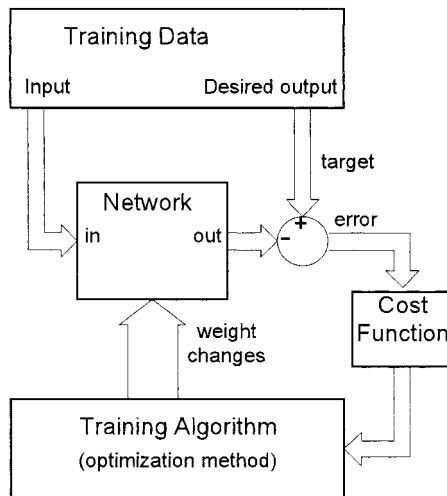 Training Data
Input Desired output
target
Network
in out
+
-
error
Cost
Function
weight
changes
Training Algorithm
(optimization method)